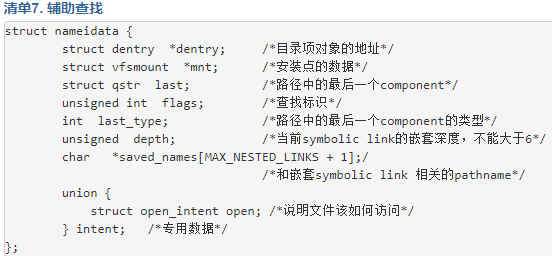 清单7. 辅助查找
struct nameidata {
struct dentry *dentry; /*目录项对象的地址*/
struct vfsmount *mnt; /*安装点的数据*/
struct qstr last; /*路径中的最后一个component*/
unsigned int flags; /*查找标识*/
int last_type; /*路径中的最后一个component的类型*/
unsigned depth; /*当前symbolic link的嵌套深度，不能大于6*/
char *saved_names[MAX_NESTED_LINKS + 1];/
/*和嵌套symbolic link 相关的pathname*/
union {
struct open_intent open; /*说明文件该如何访问*/
} intent; /*专用数据*/
};